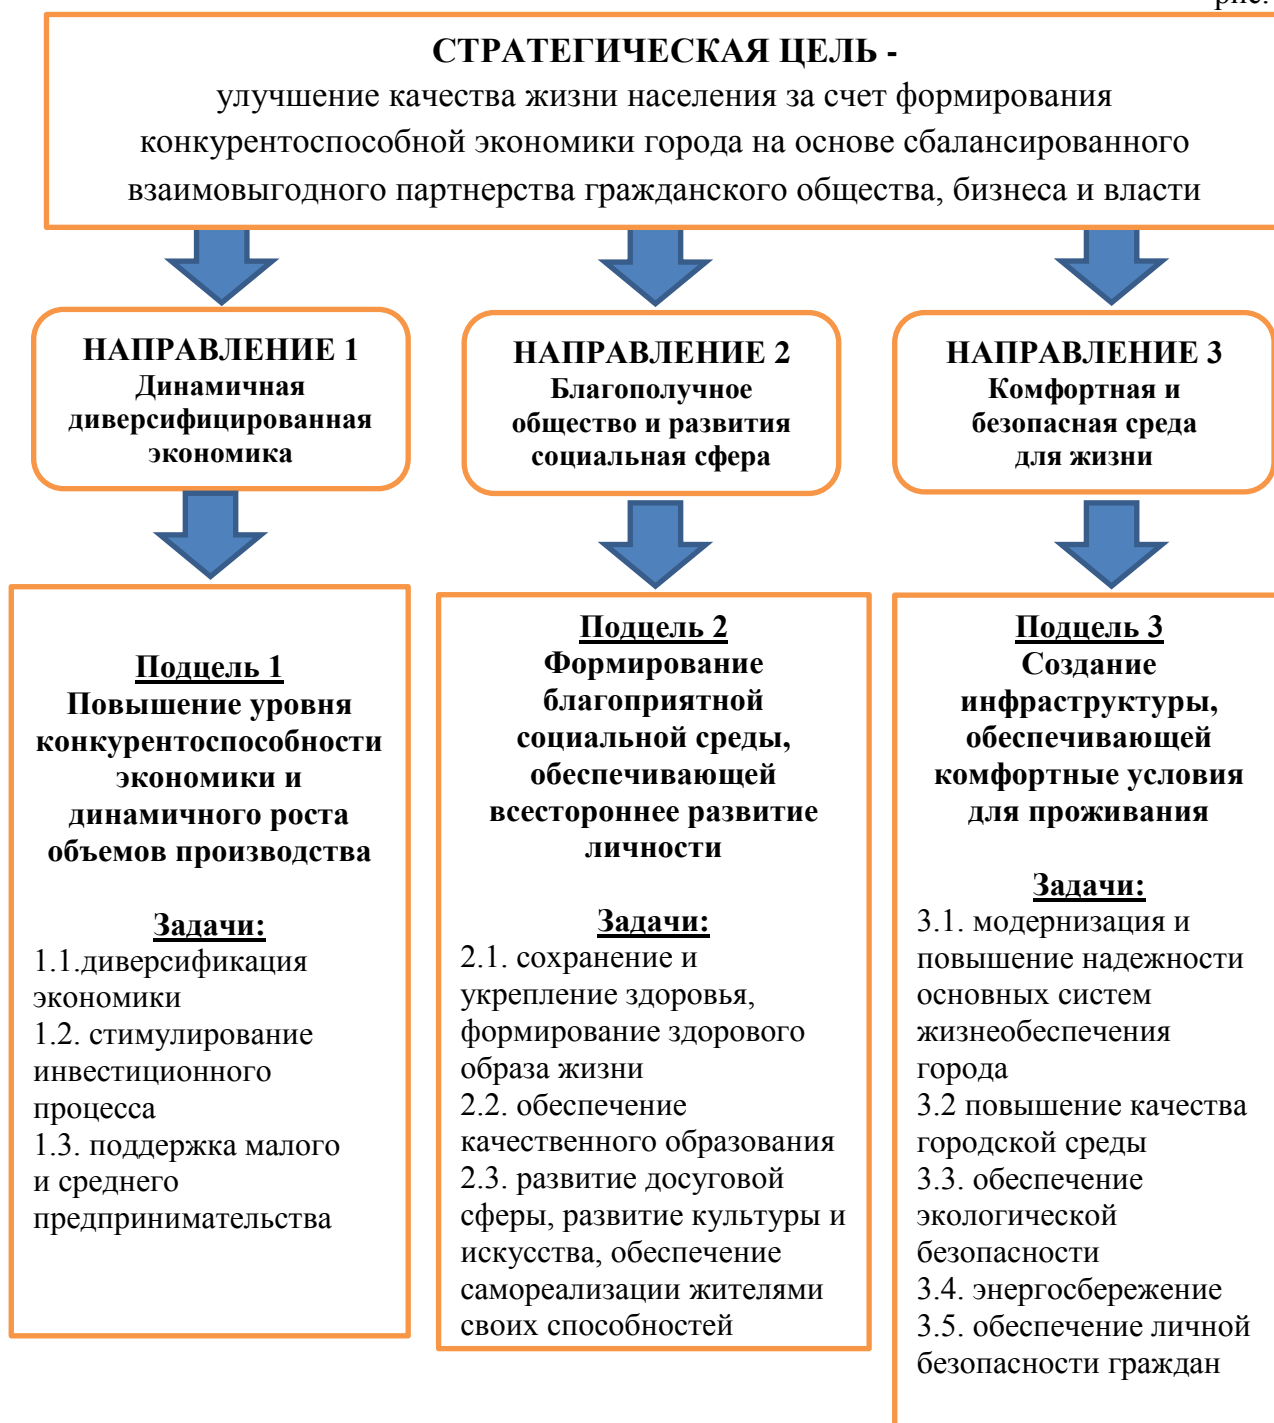 рис.
СТРАТЕГИЧЕСКАЯ ЦЕЛЬ -
улучшение качества жизни населения за счет формирования
конкурентоспособной экономики города на основе сбалансированного
взаимовыгодного партнерства гражданского общества, бизнеса и власти
НАПРАВЛЕНИЕ 1
Динамичная
диверсифицированная
экономика
НАПРАВЛЕНИЕ 2
Благополучное
общество и развития
социальная сфера
НАПРАВЛЕНИЕ 3
Комфортная и
безопасная среда
для жизни
Подцель 1
Повышение уровня
конкурентоспособности
экономики и
динамичного роста
объемов производства
Задачи:
1.1.диверсификация
экономики
1.2. стимулирование
инвестиционного
процесса
1.3. поддержка малого
и среднего
предпринимательства
Подцель 2
Формирование
благоприятной
социальной среды,
обеспечивающей
всестороннее развитие
личности
Задачи:
2.1. сохранение и
укрепление здоровья,
формирование здорового
образа жизни
2.2. обеспечение
качественного образования
2.3. развитие досуговой
сферы, развитие культуры и
искусства, обеспечение
самореализации жителями
своих способностей
Подцель 3
Создание
инфраструктуры,
обеспечивающей
комфортные условия
для проживания
Задачи:
3.1. модернизация и
повышение надежности
основных систем
жизнеобеспечения
города
3.2 повышение качества
городской среды
3.3. обеспечение
экологической
безопасности
3.4. энергосбережение
3.5. обеспечение личной
безопасности граждан